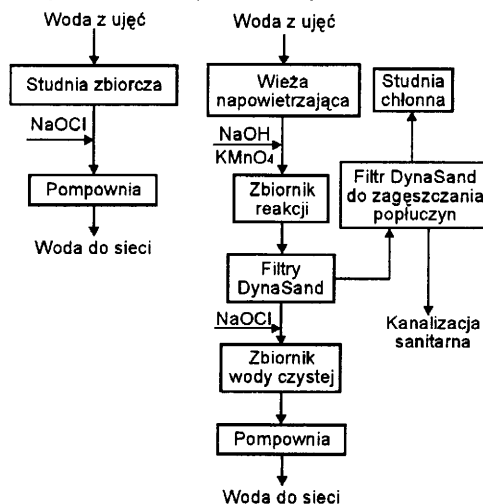 Woda z ujęć
Studnia zbiorcza
NaOCl
Pompownia
Woda do sieci
Woda z ujęć
Wieża
napowietrzająca
NaOH
KMnO4
Zbiornik
reakcji
Filtry
DynaSand
NaOCl
Zbiornik
wody czystej
Pompownia
Woda do sieci
Studnia
chłonna
Filtr DynaSand
do zagęszczania
popłuczyn
Kanalizacja
sanitarna